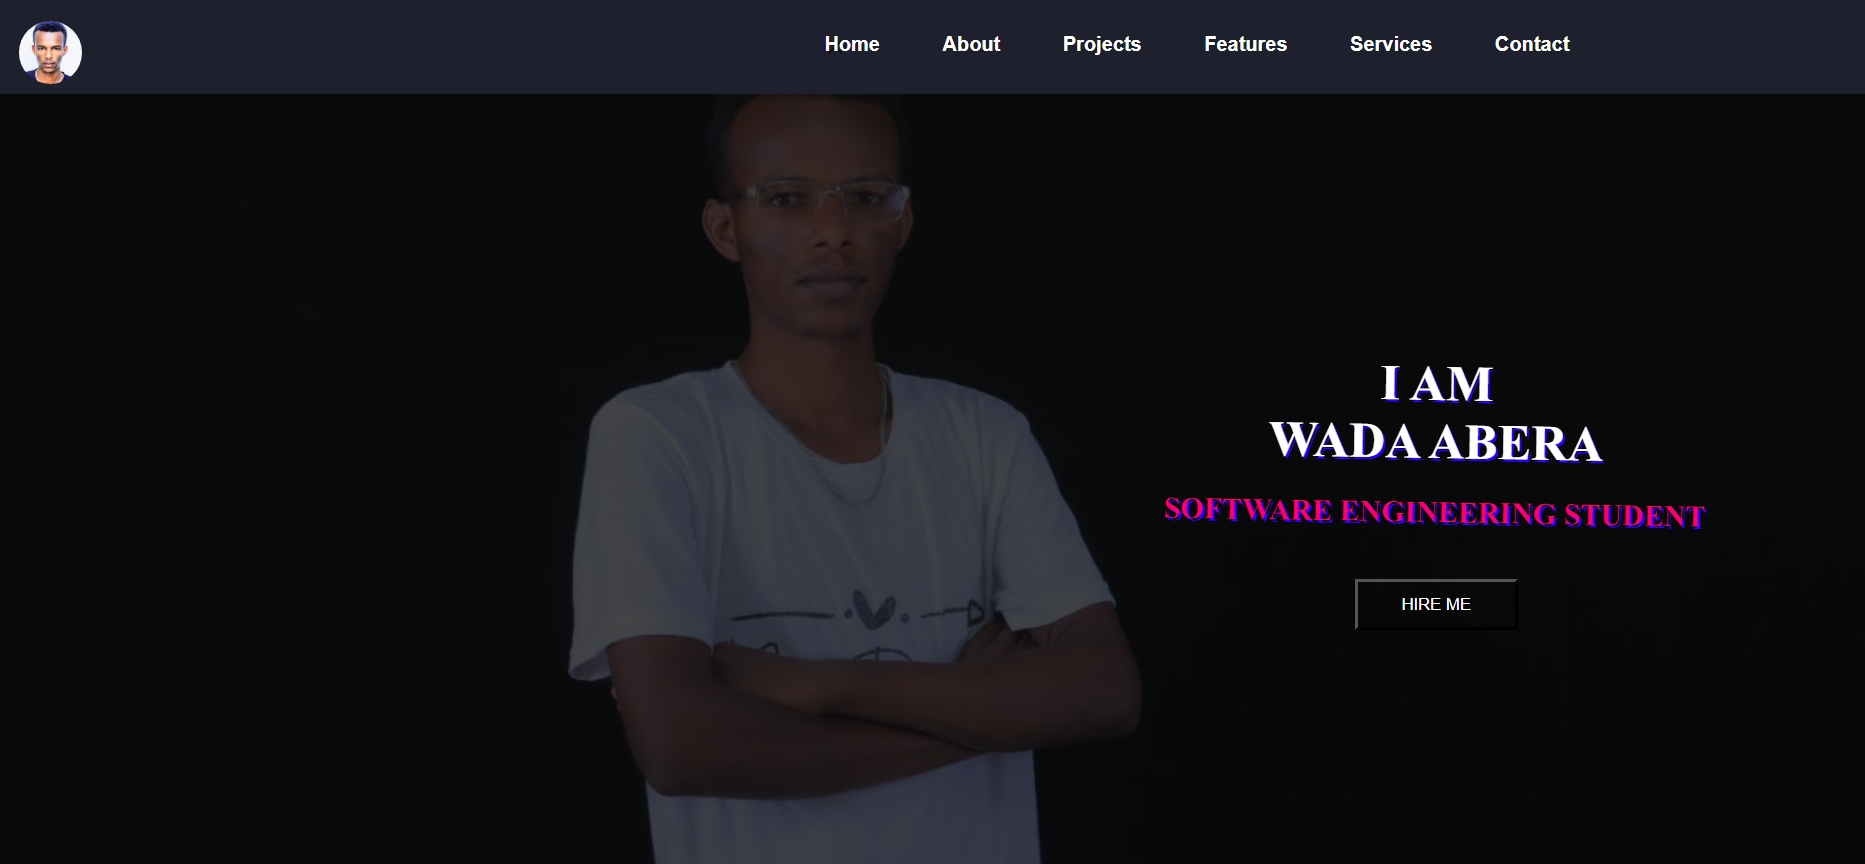 Home About Projects Features Services Contact
I AM
WADA ABERA
SOFTWARE ENGINEERING STUDENT
HIRE ME